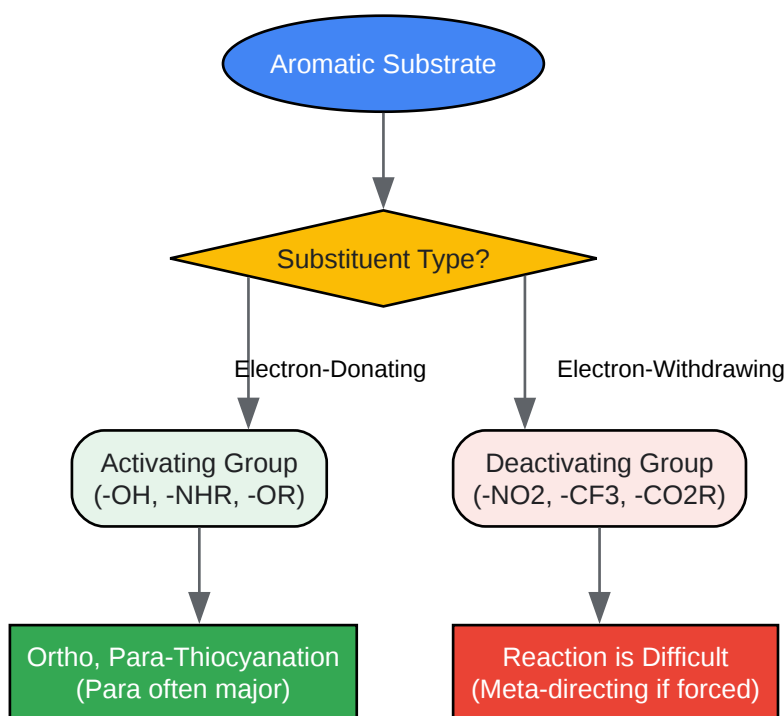 Aromatic Substrate
Substituent Type?
Electron-Donating
Electron-Withdrawing
Activating Group
(-OH, -NHR, -OR)
Deactivating Group
(-NO2, -CF3, -CO2R)
Ortho, Para-Thiocyanation
(Para often major)
Reaction is Difficult
(Meta-directing if forced)